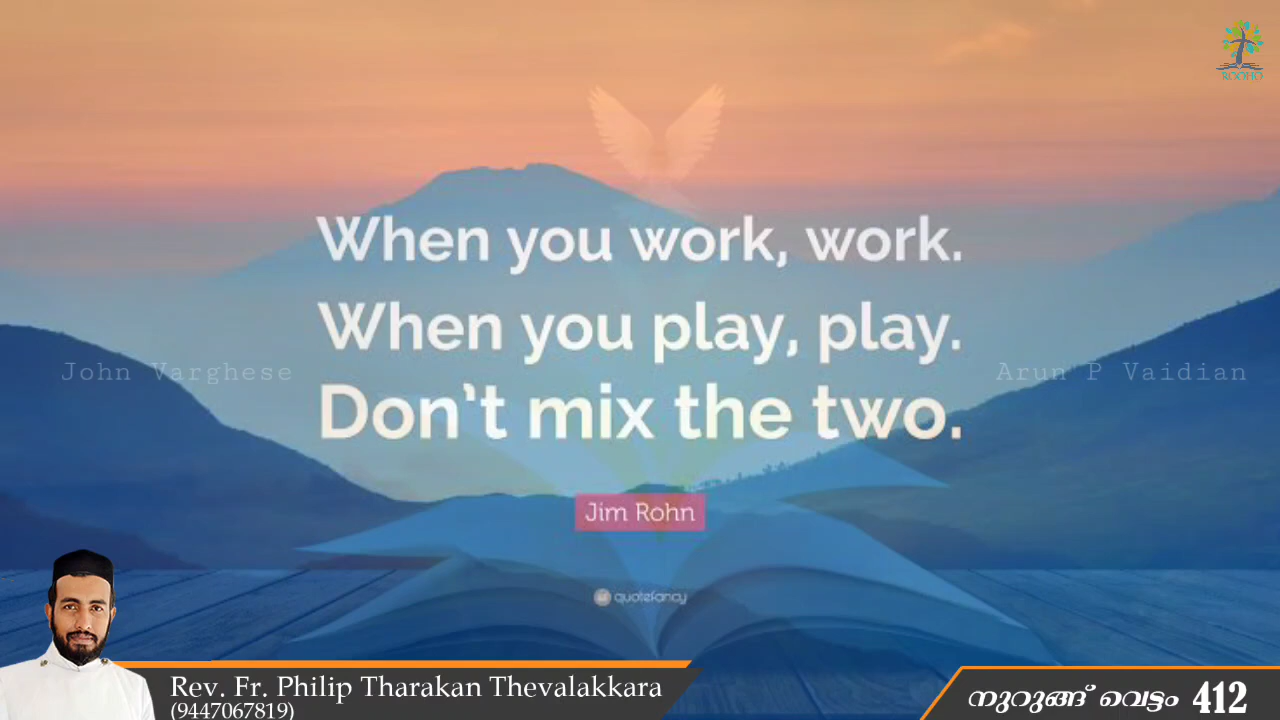 ROOHO
When you work, work.
When you play, play.
Don't mix the two.
John Varghese
Arun P Vaidian
Jim Rohn
quotefancy
Rev. Fr. Philip Tharakan Thevalakkara
(9447067819)
നുറുങ്ങ് വെട്ടം 412